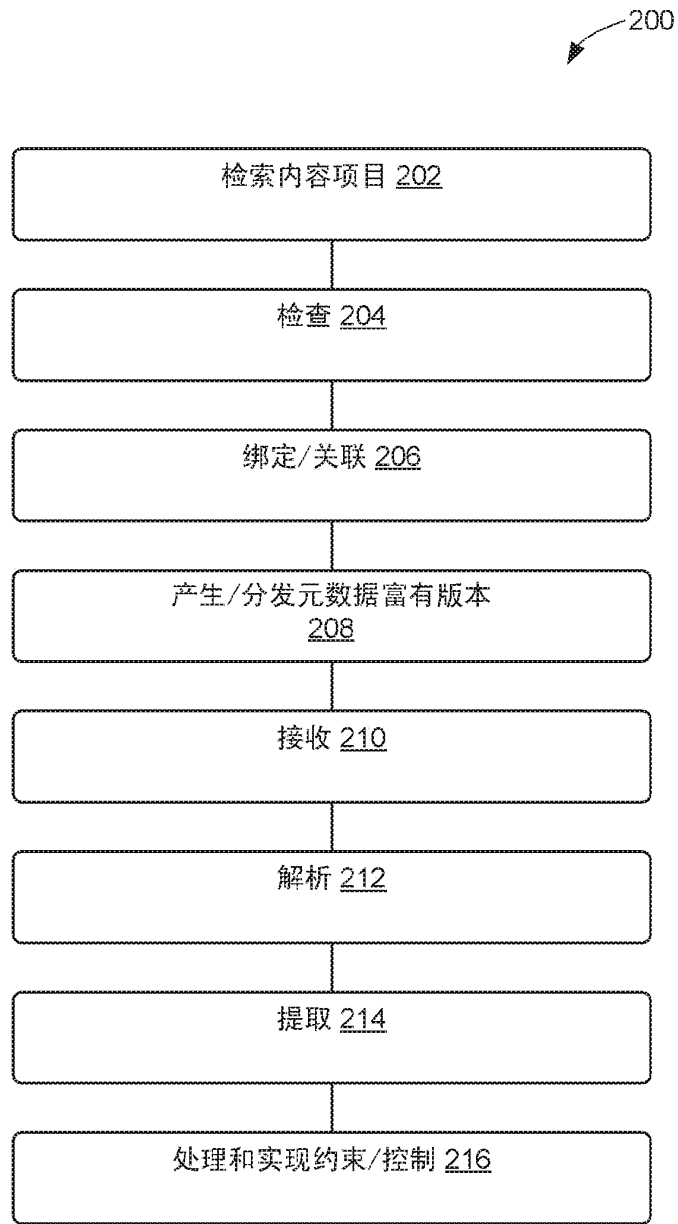 200
检索内容项目 202
检查 204
绑定/关联 206
产生/分发元数据富有版本
208
接收 210
解析 212
提取 214
处理和实现约束/控制 216